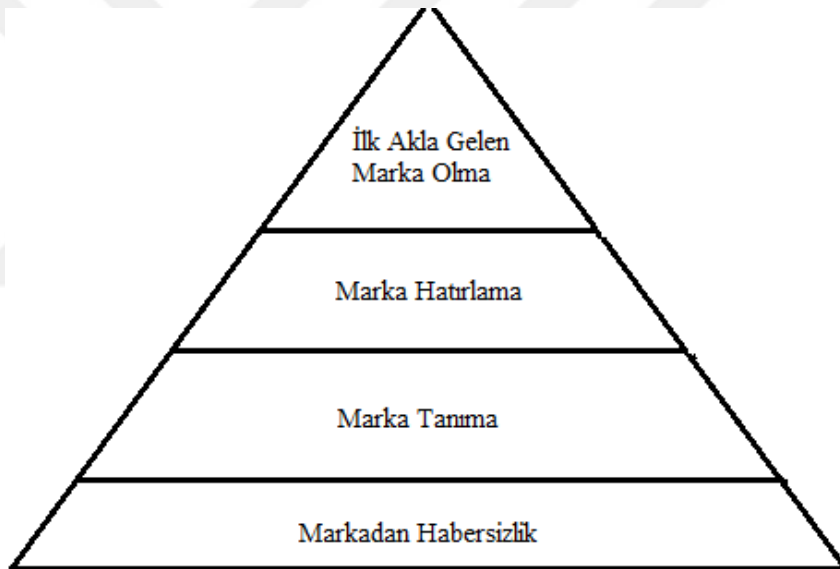 İlk Akla Gelen
Marka Olma
Marka Hatırlama
Marka Tanıma
Markadan Habersizlik